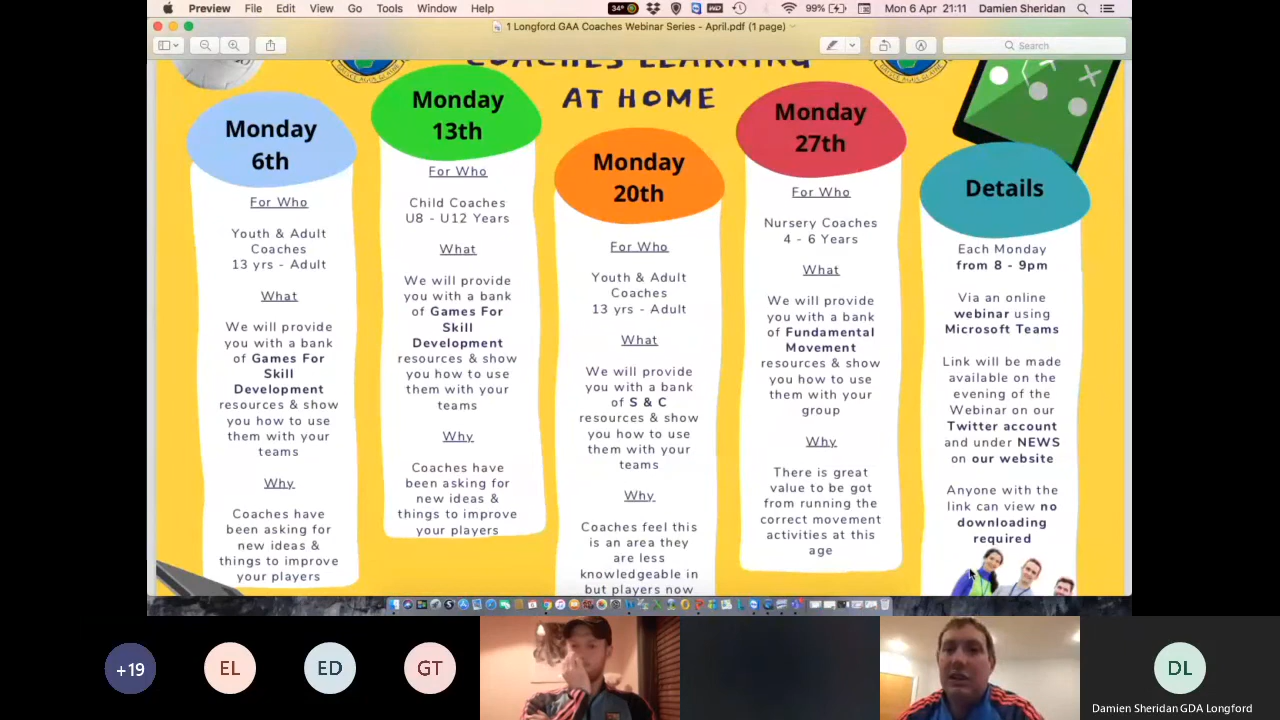 Preview File Edit View Go Tools Window Help
34° 99% Mon 6 Apr 21:11 Damien Sheridan
1 Longford GAA Coaches Webinar Series - April.pdf (1 page)
Search
COACHES LEARNING
AT HOME
Monday
6th
For Who
Youth & Adult
Coaches
13 yrs - Adult
What
We will provide
you with a bank
of Games For
Skill
Development
resources & show
you how to use
them with your
teams
Why
Coaches have
been asking for
new ideas &
things to improve
your players
Monday
13th
For Who
Child Coaches
U8 - U12 Years
What
We will provide
you with a bank
of Games For
Skill
Development
resources & show
you how to use
them with your
teams
Why
Coaches have
been asking for
new ideas &
things to improve
your players
Monday
20th
For Who
Youth & Adult
Coaches
13 yrs - Adult
What
We will provide
you with a bank
of S & C
resources & show
you how to use
them with your
teams
Why
Coaches feel this
is an area they
are less
knowledgeable in
but players now
Monday
27th
For Who
Nursery Coaches
4 - 6 Years
What
We will provide
you with a bank
of Fundamental
Movement
resources & show
you how to use
them with your
group
Why
There is great
value to be got
from running the
correct movement
activities at this
age
Details
Each Monday
from 8 - 9pm
Via an online
webinar using
Microsoft Teams
Link will be made
available on the
evening of the
Webinar on our
Twitter account
and under NEWS
on our website
Anyone with the
link can view no
downloading
required
+19
EL
ED
GT
DL
Damien Sheridan GDA Longford